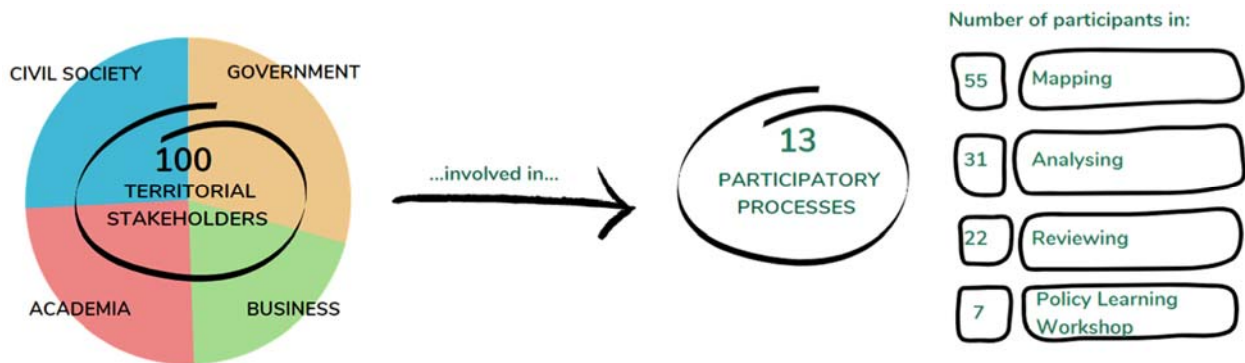 CIVIL SOCIETY
GOVERNMENT
100
TERRITORIAL
STAKEHOLDERS
ACADEMIA
BUSINESS
...involved in...
13
PARTICIPATORY
PROCESSES
Number of participants in:
55 Mapping
31 Analysing
22 Reviewing
7 Policy Learning
Workshop